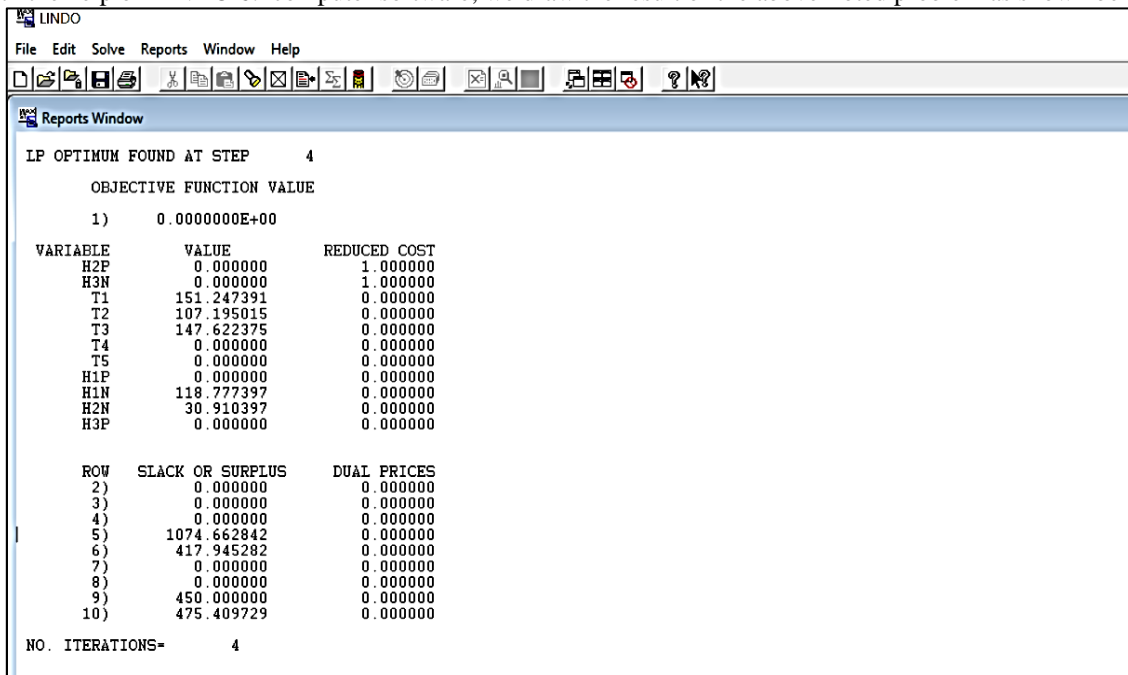 LINDO
File Edit Solve Reports Window Help
Reports Window
LP OPTIMUM FOUND AT STEP 4
OBJECTIVE FUNCTION VALUE
1) 0.0000000E+00
VARIABLE VALUE REDUCED COST
H2P 0.000000 1.000000
H3N 0.000000 1.000000
T1 151.247391 0.000000
T2 107.195015 0.000000
T3 147.622375 0.000000
T4 0.000000 0.000000
T5 0.000000 0.000000
H1P 0.000000 0.000000
H1N 118.777397 0.000000
H2N 30.910397 0.000000
H3P 0.000000 0.000000
ROW SLACK OR SURPLUS DUAL PRICES
2) 0.000000 0.000000
3) 0.000000 0.000000
4) 0.000000 0.000000
5) 1074.662842 0.000000
6) 417.945282 0.000000
7) 0.000000 0.000000
8) 0.000000 0.000000
9) 450.000000 0.000000
10) 475.409729 0.000000
NO. ITERATIONS= 4